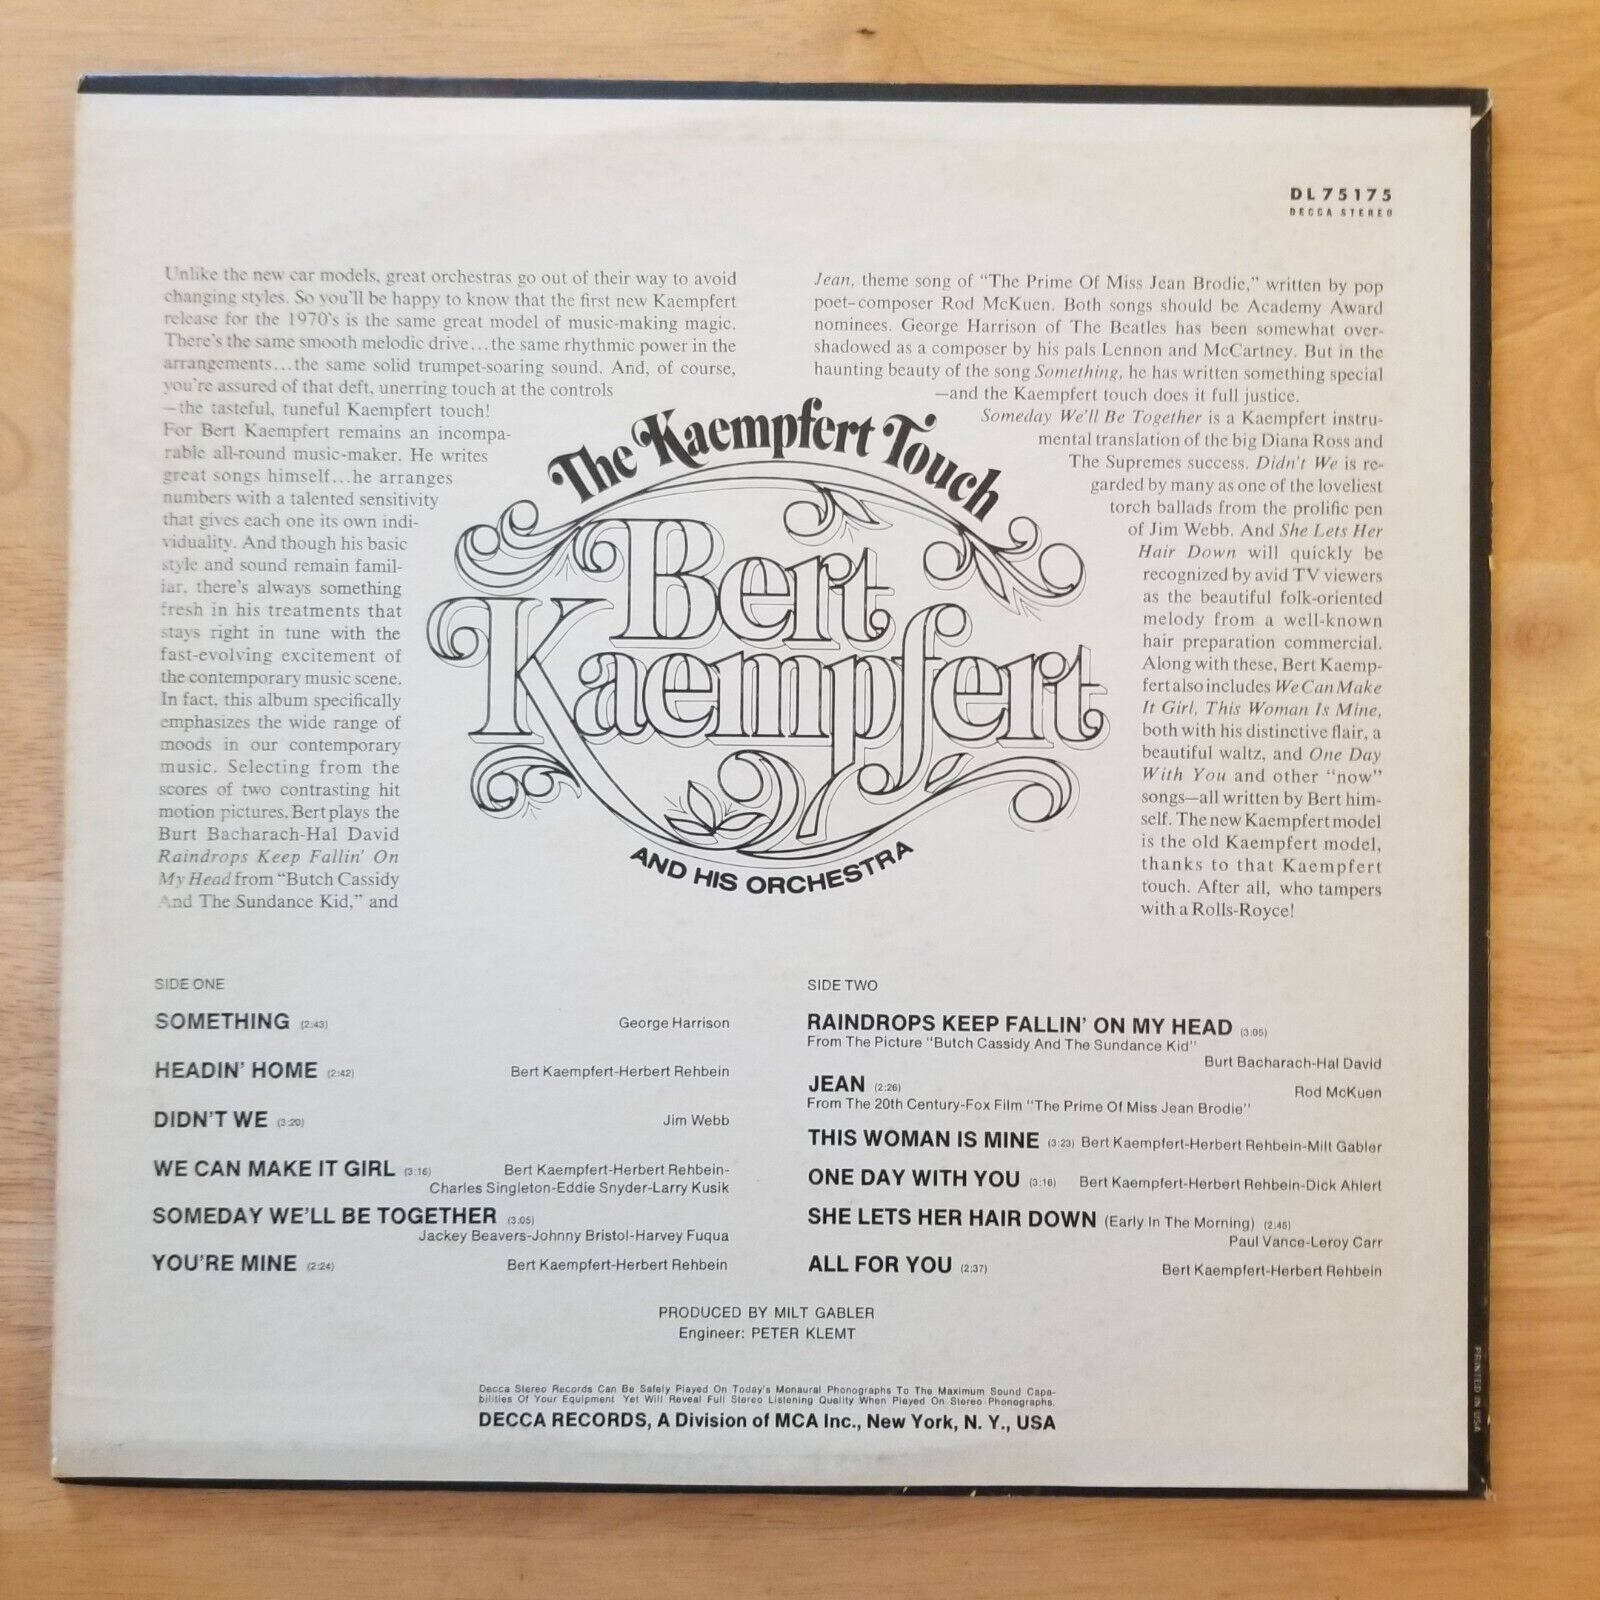 DL 75175
DECCA STEREO
Unlike the new car models, great orchestras go out of their way to avoid
changing styles. So you'll be happy to know that the first new Kaempfert
release for the 1970's is the same great model of music-making magic.
There's the same smooth melodic drive...the same rhythmic power in the
arrangements...the same solid trumpet-soaring sound. And, of course,
you're assured of that deft, unerring touch at the controls
—the tasteful, tuneful Kaempfert touch!
For Bert Kaempfert remains an incompa-
rable all-round music-maker. He writes
great songs himself...he arranges
numbers with a talented sensitivity
that gives each one its own indi-
viduality. And though his basic
style and sound remain famil-
iar, there's always something
fresh in his treatments that
stays right in tune with the
fast-evolving excitement of
the contemporary music scene.
In fact, this album specifically
emphasizes the wide range of
moods in our contemporary
music. Selecting from the
scores of two contrasting hit
motion pictures, Bert plays the
Burt Bacharach-Hal David
Raindrops Keep Fallin' On
My Head from "Butch Cassidy
And The Sundance Kid," and
Jean, theme song of "The Prime Of Miss Jean Brodie," written by pop
poet-composer Rod McKuen. Both songs should be Academy Award
nominees. George Harrison of The Beatles has been somewhat over-
shadowed as a composer by his pals Lennon and McCartney. But in the
haunting beauty of the song Something, he has written something special
—and the Kaempfert touch does it full justice.
Someday We'll Be Together is a Kaempfert instru-
mental translation of the big Diana Ross and
The Supremes success. Didn't We is re-
garded by many as one of the loveliest
torch ballads from the prolific pen
of Jim Webb. And She Lets Her
Hair Down will quickly be
recognized by avid TV viewers
as the beautiful folk-oriented
melody from a well-known
hair preparation commercial.
Along with these, Bert Kaemp-
fert also includes We Can Make
It Girl, This Woman Is Mine,
both with his distinctive flair, a
beautiful waltz, and One Day
With You and other "now"
songs—all written by Bert him-
self. The new Kaempfert model
is the old Kaempfert model,
thanks to that Kaempfert
touch. After all, who tampers
with a Rolls-Royce!
The Kaempfert Touch
Bert
Kaempfert
AND HIS ORCHESTRA
SIDE ONE
SOMETHING (2:43) George Harrison
HEADIN' HOME (2:42) Bert Kaempfert-Herbert Rehbein
DIDN'T WE (3:20) Jim Webb
WE CAN MAKE IT GIRL (3:16) Bert Kaempfert-Herbert Rehbein-
Charles Singleton-Eddie Snyder-Larry Kusik
SOMEDAY WE'LL BE TOGETHER (3:05)
Jackey Beavers-Johnny Bristol-Harvey Fuqua
YOU'RE MINE (2:24) Bert Kaempfert-Herbert Rehbein
SIDE TWO
RAINDROPS KEEP FALLIN' ON MY HEAD (3:05)
From The Picture "Butch Cassidy And The Sundance Kid"
Burt Bacharach-Hal David
JEAN (2:26) Rod McKuen
From The 20th Century-Fox Film "The Prime Of Miss Jean Brodie"
THIS WOMAN IS MINE (3:23) Bert Kaempfert-Herbert Rehbein-Milt Gabler
ONE DAY WITH YOU (3:16) Bert Kaempfert-Herbert Rehbein-Dick Ahlert
SHE LETS HER HAIR DOWN (Early In The Morning) (2:45)
Paul Vance-Leroy Carr
ALL FOR YOU (2:37) Bert Kaempfert-Herbert Rehbein
PRODUCED BY MILT GABLER
Engineer: PETER KLEMT
Decca Stereo Records Can Be Safely Played On Today's Monaural Phonographs To The Maximum Sound Capa-
bilities Of Your Equipment Yet Will Reveal Full Stereo Listening Quality When Played On Stereo Phonographs.
DECCA RECORDS, A Division of MCA Inc., New York, N. Y., USA
PRINTED IN USA